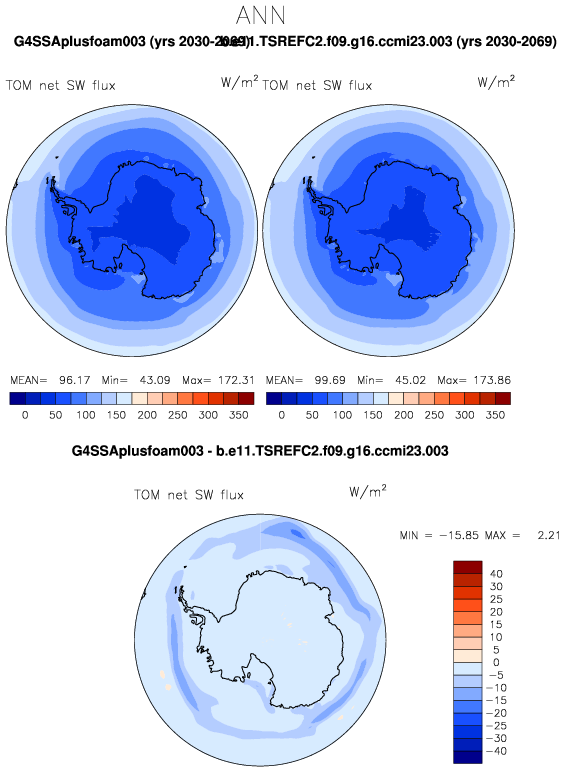 ANN
G4SSAplusfoam003 (yrs 2030-2069) b.e11.TSREFC2.f09.g16.ccmi23.003 (yrs 2030-2069)
TOM net SW flux W/m² TOM net SW flux W/m²
MEAN= 96.17 Min= 43.09 Max= 172.31 MEAN= 99.69 Min= 45.02 Max= 173.86
0 50 100 150 200 250 300 350 0 50 100 150 200 250 300 350
G4SSAplusfoam003 - b.e11.TSREFC2.f09.g16.ccmi23.003
TOM net SW flux W/m²
MIN = -15.85 MAX = 2.21
40
30
25
20
15
10
5
0
-5
-10
-15
-20
-25
-30
-40